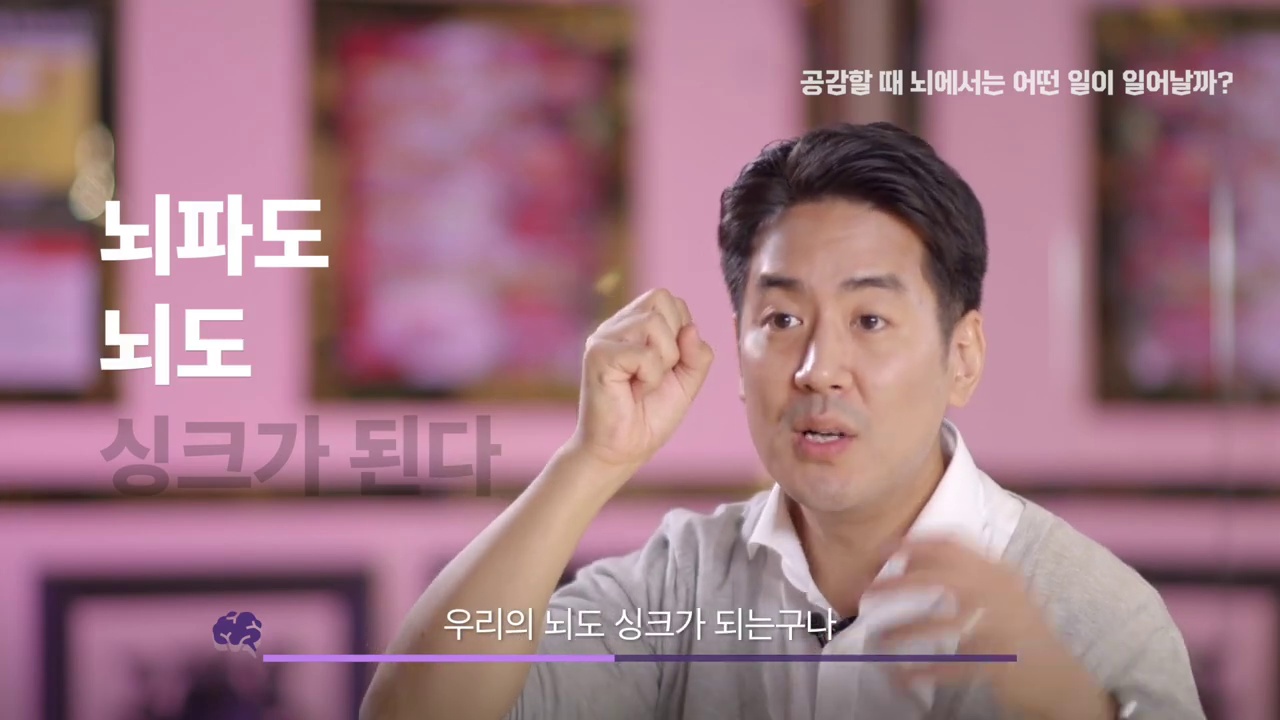 공감할 때 뇌에서는 어떤 일이 일어날까?
뇌파도
뇌도
싱크가 된다
우리의 뇌도 싱크가 되는구나